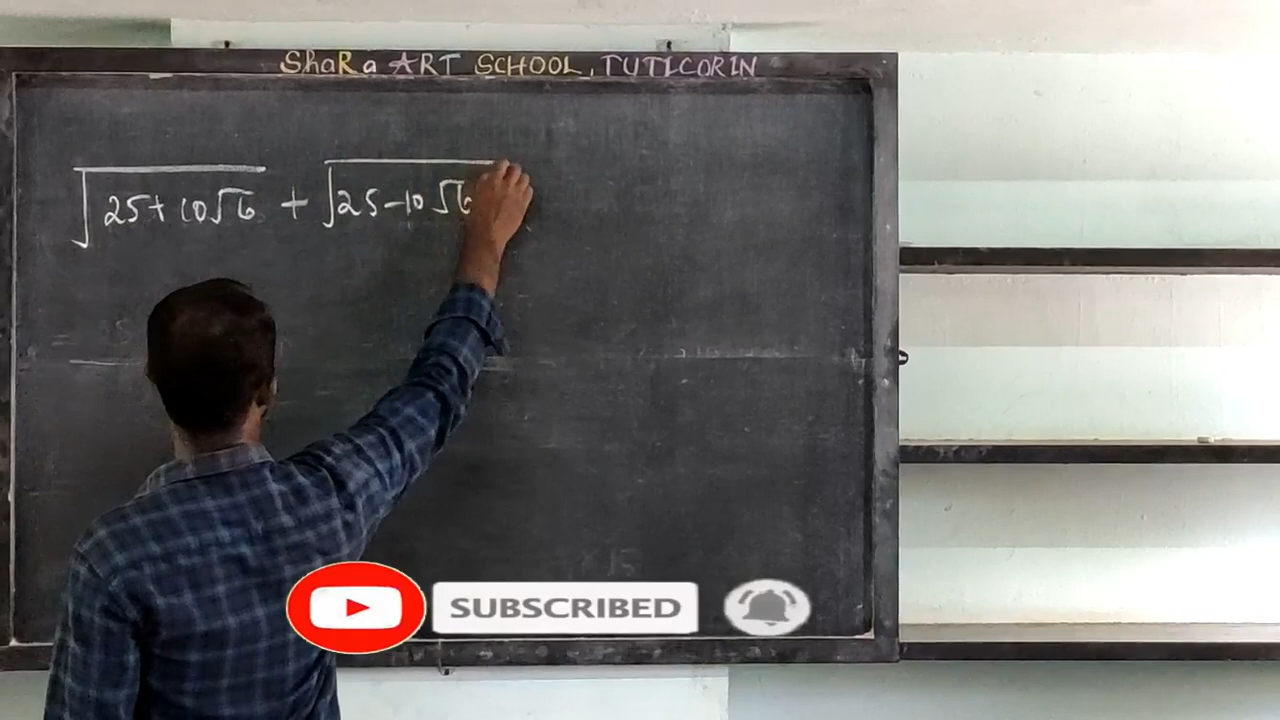 ShaRa ART SCHOOL, TUTICORIN
√25+10√6 + √25-10√6
SUBSCRIBED